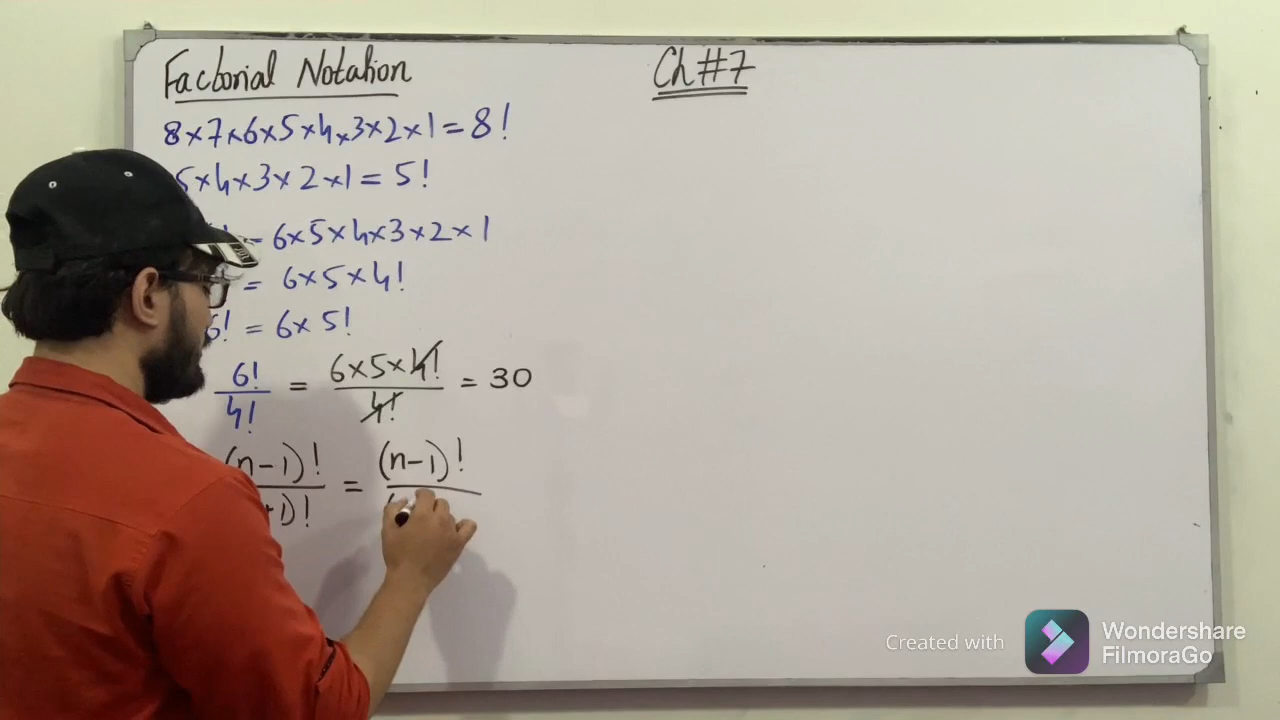 Factorial Notation
Ch#7
8×7×6×5×4×3×2×1=8!
5×4×3×2×1=5!
= 6×5×4×3×2×1
= 6×5×4!
6! = 6×5!
6!/4! = 6×5×4!/4! = 30
(n-1)!/+1)! = (n-1)!/(
Created with
Wondershare
FilmoraGo